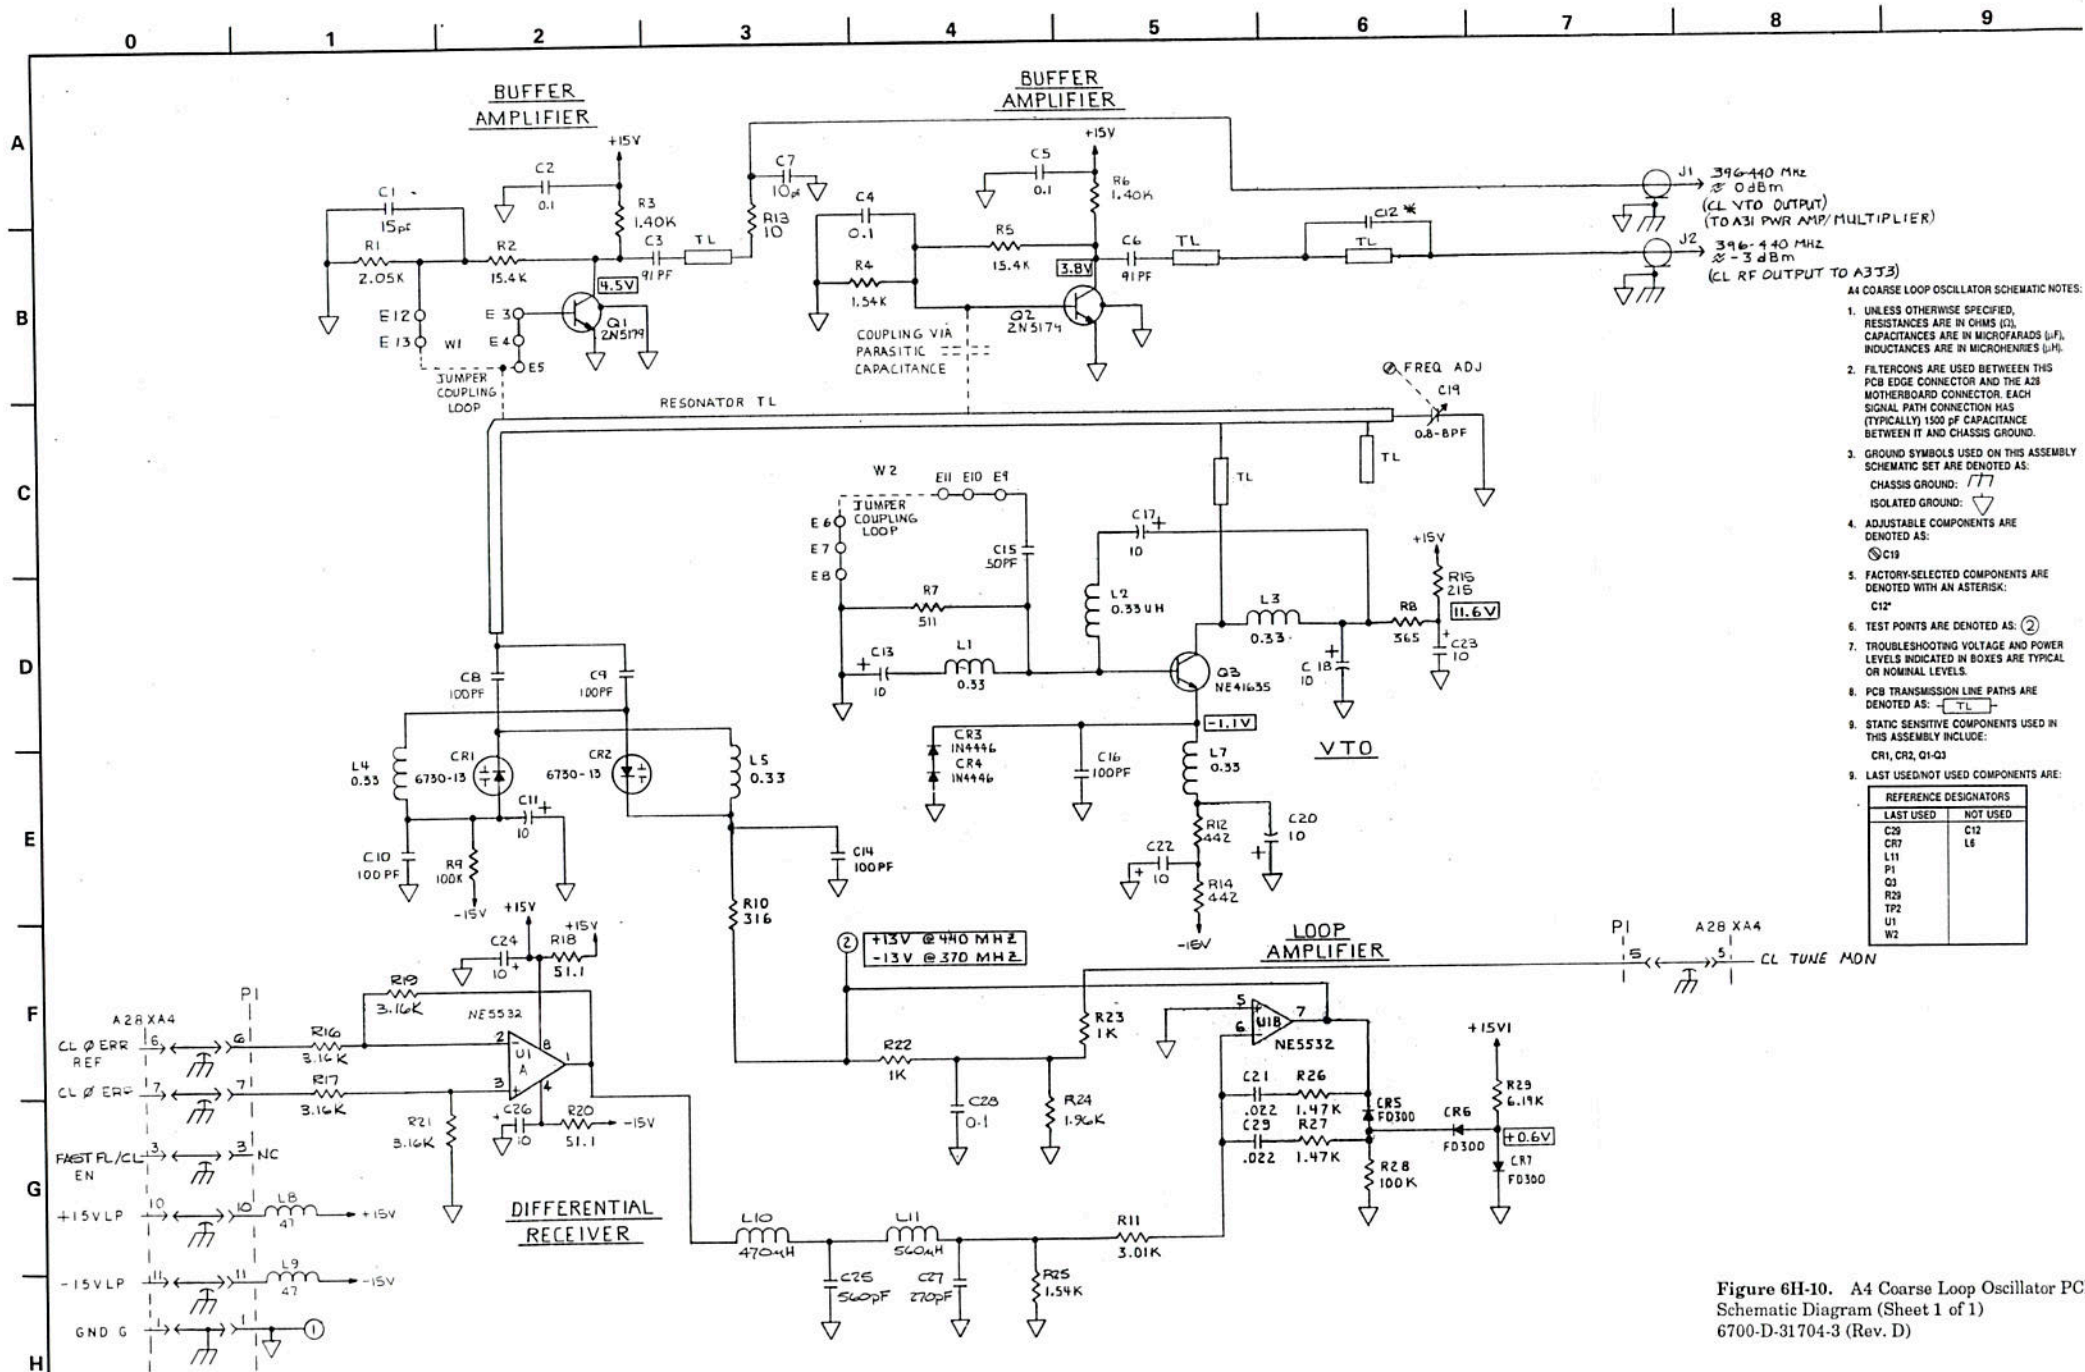 0 1 2 3 4 5 6 7 8 9
A
B
C
D
E
F
G
H
BUFFER
AMPLIFIER
+15V
C2
0.1
C1
15pf
R3
1.40K
R1
2.05K
R2
15.4K
C3
91PF
TL
4.5V
E12
E13
W1
E3
E4
E5
Q1
2N5179
JUMPER
COUPLING
LOOP
C7
10pf
R13
10
BUFFER
AMPLIFIER
+15V
C5
0.1
R6
1.40K
C4
0.1
R5
15.4K
R4
1.54K
C6
91PF
TL
3.8V
Q2
2N5179
C12*
TL
COUPLING VIA
PARASITIC
CAPACITANCE
J1
396-440 MHz
≈ 0dBm
(CL VTO OUTPUT)
(TO A31 PWR AMP/MULTIPLIER)
J2
396-440 MHZ
≈ -3dBm
(CL RF OUTPUT TO A3J3)
RESONATOR TL
FREQ ADJ
C19
0.8-8PF
TL
TL
W2
E11 E10 E9
JUMPER
COUPLING
LOOP
E6
E7
E8
C15
50PF
R7
511
C13
10
L1
0.33
C17
10
L2
0.33UH
L3
0.33
R8
365
+15V
R15
215
11.6V
C23
10
C18
10
Q3
NE41635
-1.1V
VTO
CR3
1N4446
CR4
1N4446
C16
100PF
L7
0.33
R12
442
C20
10
C22
10
R14
442
-15V
C8
100PF
C9
100PF
L4
0.33
CR1
6730-13
CR2
6730-13
L5
0.33
C11
10
C10
100PF
R9
100K
-15V
C14
100PF
R10
316
+15V
+15V
C24
10
R18
51.1
2
+13V @ 440 MHZ
-13V @ 370 MHZ
LOOP
AMPLIFIER
P1
A28 XA4
5
5
CL TUNE MON
A28XA4
P1
CL Ø ERR
REF
6
6
R16
3.16K
R19
3.16K
NE5532
2
8
U1
A
1
3
4
CL Ø ERR
7
7
R17
3.16K
R21
3.16K
C26
10
R20
51.1
-15V
FAST FL/CL
EN
3
3
NC
+15VLP
10
10
L8
47
+15V
-15VLP
11
11
L9
47
-15V
GND G
1
1
1
DIFFERENTIAL
RECEIVER
R22
1K
R23
1K
C28
0.1
R24
1.96K
5
6
7
U1B
NE5532
C21
.022
R26
1.47K
C29
.022
R27
1.47K
CR5
FD300
CR6
FD300
+15V1
R29
6.19K
+0.6V
CR7
FD300
R28
100K
L10
470uH
L11
560uH
R11
3.01K
C25
560pF
C27
270pF
R25
1.54K
A4 COARSE LOOP OSCILLATOR SCHEMATIC NOTES:
1. UNLESS OTHERWISE SPECIFIED,
RESISTANCES ARE IN OHMS (Ω),
CAPACITANCES ARE IN MICROFARADS (µF),
INDUCTANCES ARE IN MICROHENRIES (µH).
2. FILTERCONS ARE USED BETWEEEN THIS
PCB EDGE CONNECTOR AND THE A28
MOTHERBOARD CONNECTOR. EACH
SIGNAL PATH CONNECTION HAS
(TYPICALLY) 1500 pF CAPACITANCE
BETWEEN IT AND CHASSIS GROUND.
3. GROUND SYMBOLS USED ON THIS ASSEMBLY
SCHEMATIC SET ARE DENOTED AS:
CHASSIS GROUND:
ISOLATED GROUND:
4. ADJUSTABLE COMPONENTS ARE
DENOTED AS:
C19
5. FACTORY-SELECTED COMPONENTS ARE
DENOTED WITH AN ASTERISK:
C12*
6. TEST POINTS ARE DENOTED AS: 2
7. TROUBLESHOOTING VOLTAGE AND POWER
LEVELS INDICATED IN BOXES ARE TYPICAL
OR NOMINAL LEVELS.
8. PCB TRANSMISSION LINE PATHS ARE
DENOTED AS: TL
9. STATIC SENSITIVE COMPONENTS USED IN
THIS ASSEMBLY INCLUDE:
CR1, CR2, Q1-Q3
9. LAST USED/NOT USED COMPONENTS ARE:
REFERENCE DESIGNATORS
LAST USED NOT USED
C29 C12
CR7 L6
L11
P1
Q3
R29
TP2
U1
W2
Figure 6H-10. A4 Coarse Loop Oscillator PC
Schematic Diagram (Sheet 1 of 1)
6700-D-31704-3 (Rev. D)